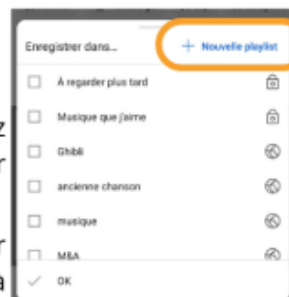 Enregistrer dans...
+ Nouvelle playlist
À regarder plus tard
Musique que j'aime
Ghibli
ancienne chanson
musique
M&A
OK
z
r
r
à